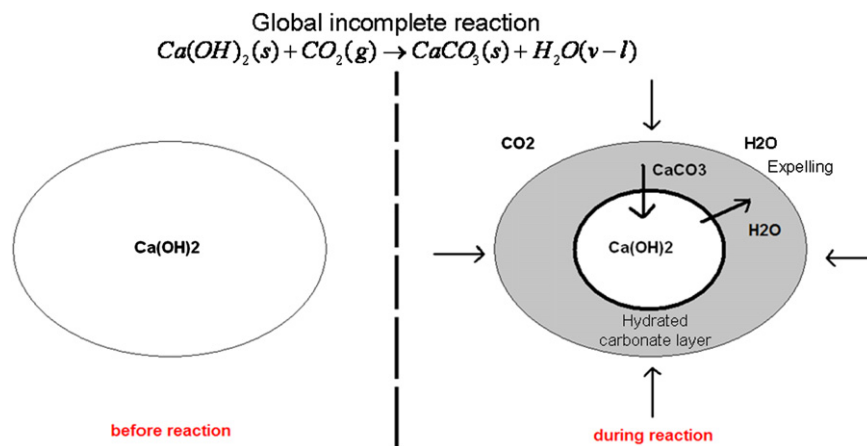 Global incomplete reaction
Ca(OH)₂(s)+CO₂(g)→CaCO₃(s)+H₂O(v−l)
Ca(OH)2
before reaction
CO2
H2O
Expelling
CaCO3
H2O
Ca(OH)2
Hydrated
carbonate layer
during reaction